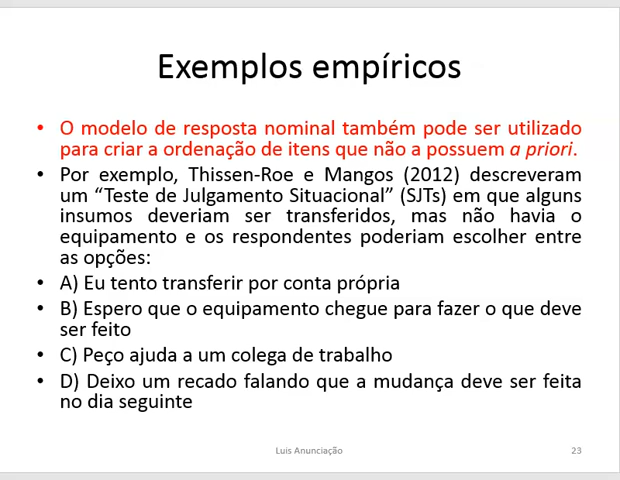 Exemplos empíricos
• O modelo de resposta nominal também pode ser utilizado
para criar a ordenação de itens que não a possuem a priori.
• Por exemplo, Thissen-Roe e Mangos (2012) descreveram
um “Teste de Julgamento Situacional” (SJTs) em que alguns
insumos deveriam ser transferidos, mas não havia o
equipamento e os respondentes poderiam escolher entre
as opções:
• A) Eu tento transferir por conta própria
• B) Espero que o equipamento chegue para fazer o que deve
ser feito
• C) Peço ajuda a um colega de trabalho
• D) Deixo um recado falando que a mudança deve ser feita
no dia seguinte
Luis Anunciação
23